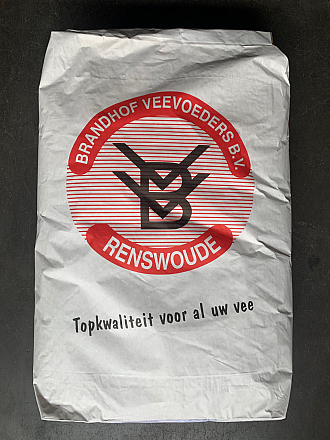 BRANDHOF VEEVOEDERS B.V.
RENSWOUDE
Topkwaliteit voor al uw vee